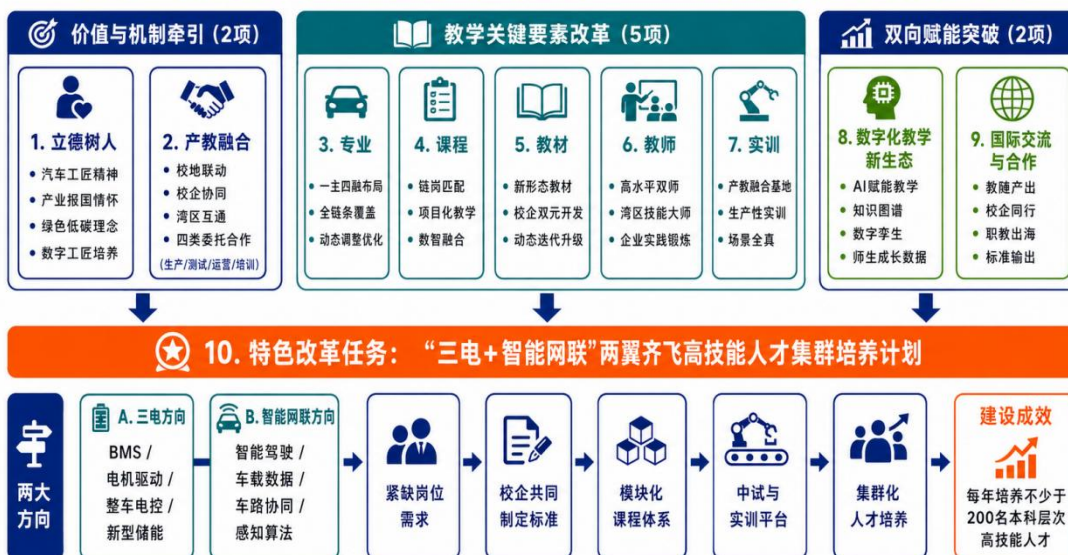 价值与机制牵引（2项）
1. 立德树人
• 汽车工匠精神
• 产业报国情怀
• 绿色低碳理念
• 数字工匠培养
2. 产教融合
• 校地联动
• 校企协同
• 湾区互通
• 四类委托合作
(生产/测试/运营/培训)
教学关键要素改革（5项）
3. 专业
• 一主四融布局
• 全链条覆盖
• 动态调整优化
4. 课程
• 链岗匹配
• 项目化教学
• 数智融合
5. 教材
• 新形态教材
• 校企双元开发
• 动态迭代升级
6. 教师
• 高水平双师
• 湾区技能大师
• 企业实践锻炼
7. 实训
• 产教融合基地
• 生产性实训
• 场景全真
双向赋能突破（2项）
8. 数字化教学
新生态
• AI赋能教学
• 知识图谱
• 数字孪生
• 师生成长数据
9. 国际交流
与合作
• 教随产出
• 校企同行
• 职教出海
• 标准输出
10. 特色改革任务：“三电+智能网联”两翼齐飞高技能人才集群培养计划
两大
方向
A. 三电方向
BMS /
电机驱动 /
整车电控 /
新型储能
B. 智能网联方向
智能驾驶 /
车载数据 /
车路协同 /
感知算法
紧缺岗位
需求
校企共同
制定标准
模块化
课程体系
中试与
实训平台
集群化
人才培养
建设成效
每年培养不少于
200名本科层次
高技能人才